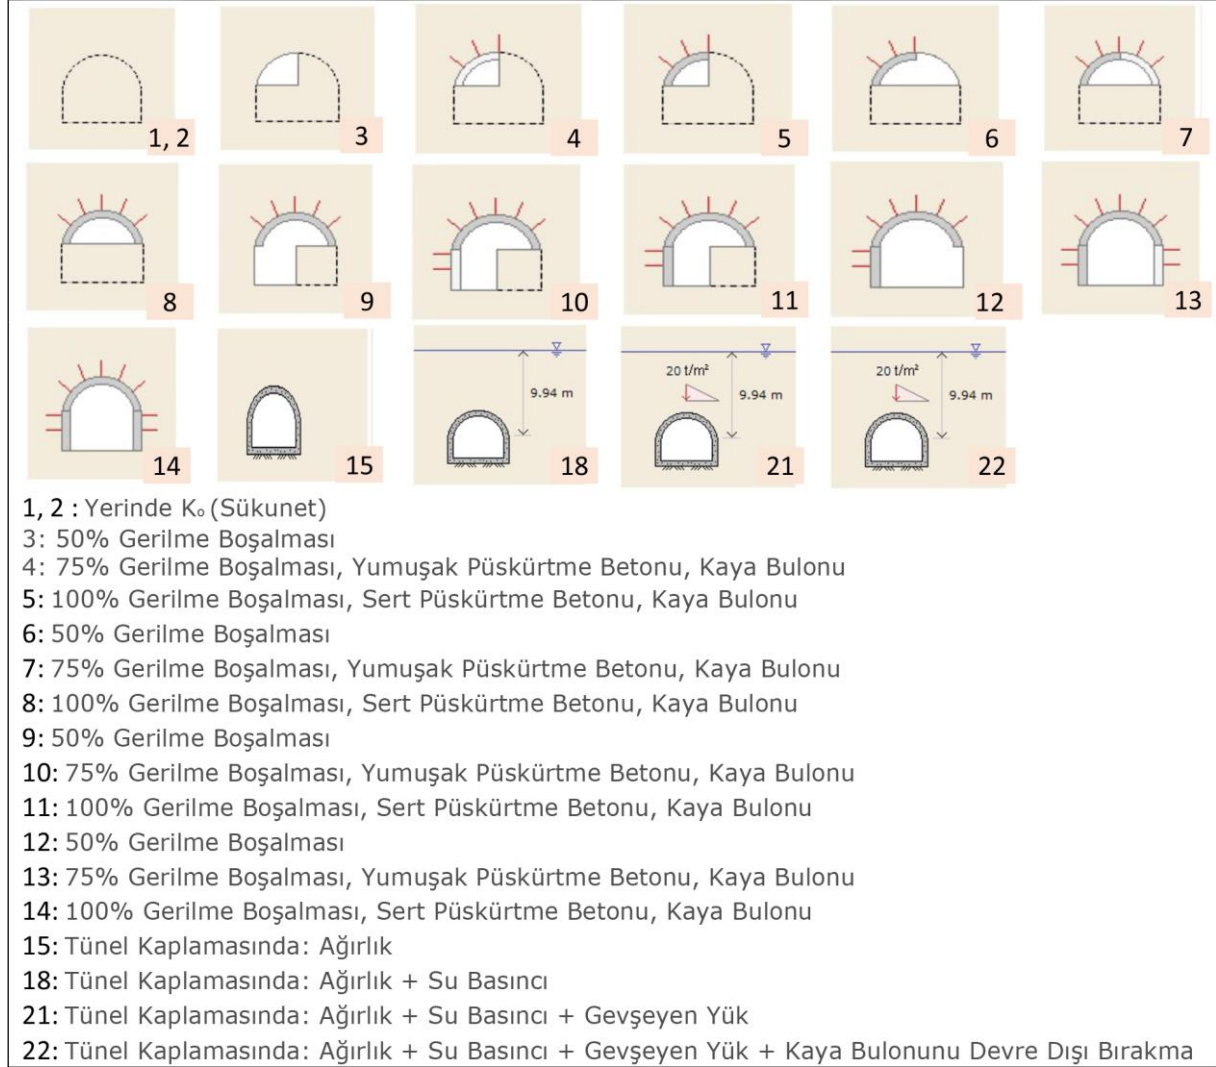 1, 2
3
4
5
6
7
8
9
10
11
12
13
14
15
9.94 m
18
20 t/m²
9.94 m
21
20 t/m²
9.94 m
22
1, 2 : Yerinde Kₒ (Sükunet)
3: 50% Gerilme Boşalması
4: 75% Gerilme Boşalması, Yumuşak Püskürtme Betonu, Kaya Bulonu
5: 100% Gerilme Boşalması, Sert Püskürtme Betonu, Kaya Bulonu
6: 50% Gerilme Boşalması
7: 75% Gerilme Boşalması, Yumuşak Püskürtme Betonu, Kaya Bulonu
8: 100% Gerilme Boşalması, Sert Püskürtme Betonu, Kaya Bulonu
9: 50% Gerilme Boşalması
10: 75% Gerilme Boşalması, Yumuşak Püskürtme Betonu, Kaya Bulonu
11: 100% Gerilme Boşalması, Sert Püskürtme Betonu, Kaya Bulonu
12: 50% Gerilme Boşalması
13: 75% Gerilme Boşalması, Yumuşak Püskürtme Betonu, Kaya Bulonu
14: 100% Gerilme Boşalması, Sert Püskürtme Betonu, Kaya Bulonu
15: Tünel Kaplamasında: Ağırlık
18: Tünel Kaplamasında: Ağırlık + Su Basıncı
21: Tünel Kaplamasında: Ağırlık + Su Basıncı + Gevşeyen Yük
22: Tünel Kaplamasında: Ağırlık + Su Basıncı + Gevşeyen Yük + Kaya Bulonunu Devre Dışı Bırakma